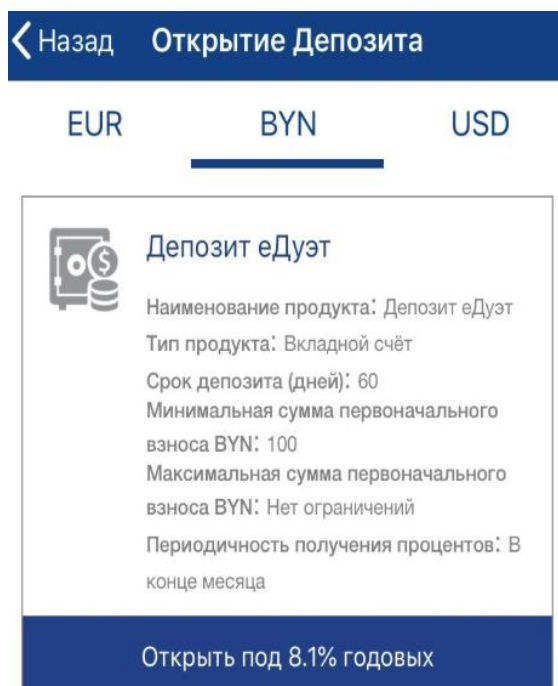 Назад Открытие Депозита
EUR BYN USD
Депозит еДуэт
Наименование продукта: Депозит еДуэт
Тип продукта: Вкладной счёт
Срок депозита (дней): 60
Минимальная сумма первоначального
взноса BYN: 100
Максимальная сумма первоначального
взноса BYN: Нет ограничений
Периодичность получения процентов: В
конце месяца
Открыть под 8.1% годовых